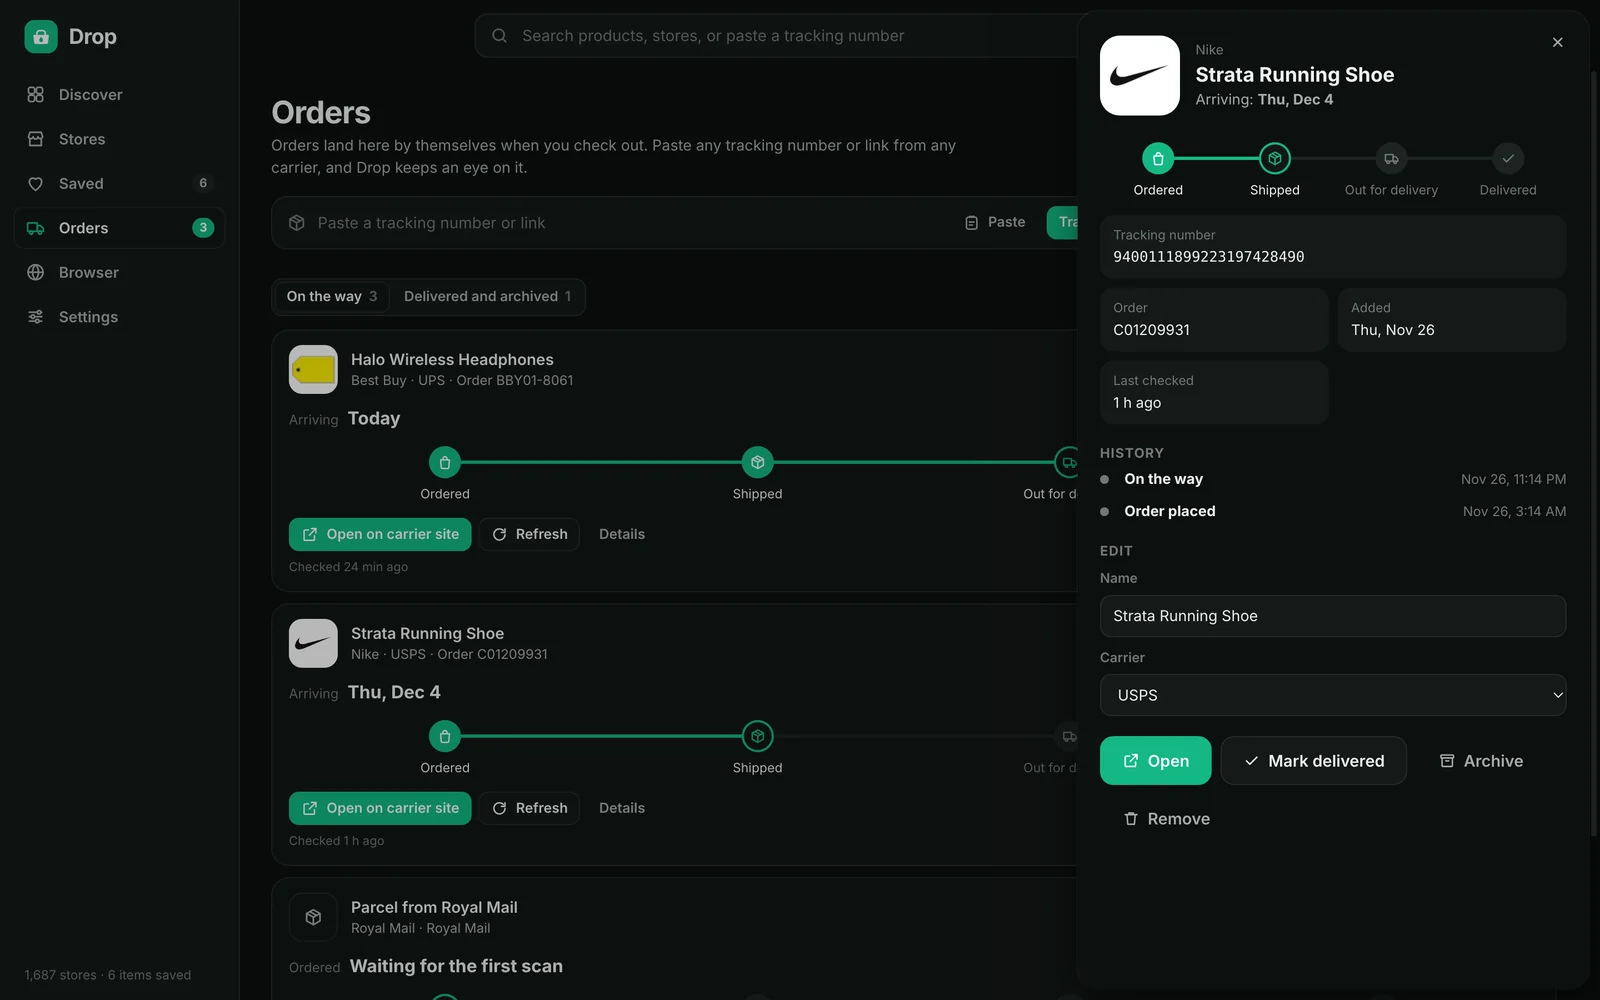 Drop
Discover
Stores
Saved 6
Orders 3
Browser
Settings
1,687 stores · 6 items saved
Search products, stores, or paste a tracking number
Orders
Orders land here by themselves when you check out. Paste any tracking number or link from any
carrier, and Drop keeps an eye on it.
Paste a tracking number or link
Paste
Tra
On the way 3
Delivered and archived 1
Halo Wireless Headphones
Best Buy · UPS · Order BBY01-8061
Arriving Today
Ordered
Shipped
Out for d
Open on carrier site
Refresh
Details
Checked 24 min ago
Strata Running Shoe
Nike · USPS · Order C01209931
Arriving Thu, Dec 4
Ordered
Shipped
Out for d
Open on carrier site
Refresh
Details
Checked 1 h ago
Parcel from Royal Mail
Royal Mail · Royal Mail
Ordered Waiting for the first scan
Nike
Strata Running Shoe
Arriving: Thu, Dec 4
Ordered
Shipped
Out for delivery
Delivered
Tracking number
9400111899223197428490
Order
C01209931
Added
Thu, Nov 26
Last checked
1 h ago
HISTORY
On the way Nov 26, 11:14 PM
Order placed Nov 26, 3:14 AM
EDIT
Name
Strata Running Shoe
Carrier
USPS
Open
Mark delivered
Archive
Remove